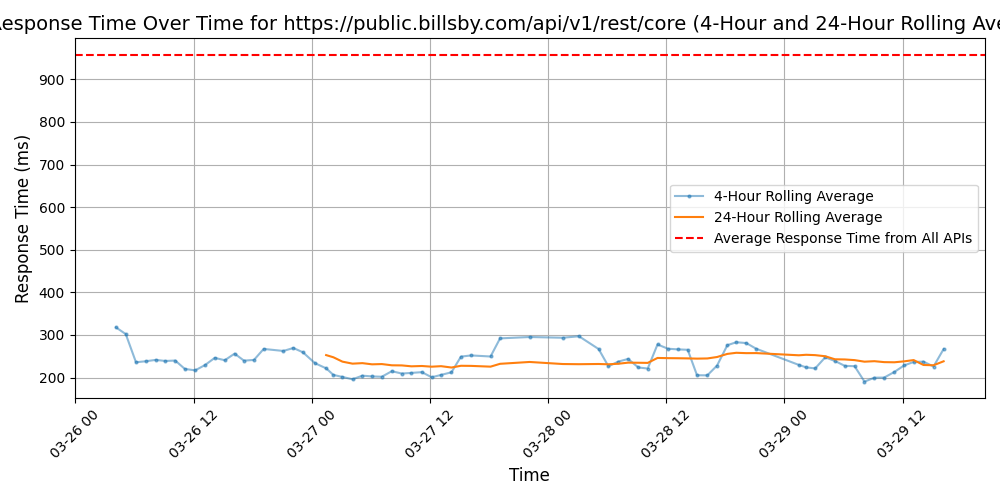 Response Time Over Time for https://public.billsby.com/api/v1/rest/core (4-Hour and 24-Hour Rolling Ave
Response Time (ms)
900
800
700
600
500
400
300
200
4-Hour Rolling Average
24-Hour Rolling Average
Average Response Time from All APIs
03-26 00
03-26 12
03-27 00
03-27 12
03-28 00
03-28 12
03-29 00
03-29 12
Time